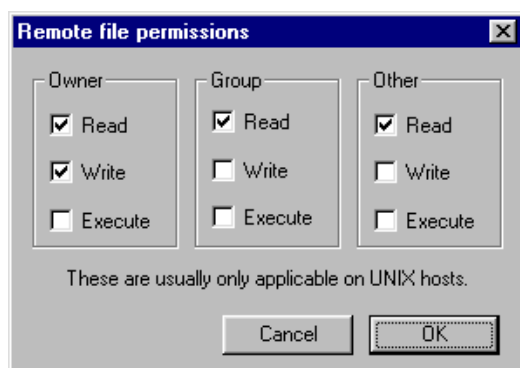 Remote file permissions
Owner Group Other
Read Read Read
Write Write Write
Execute Execute Execute
These are usually only applicable on UNIX hosts.
Cancel OK